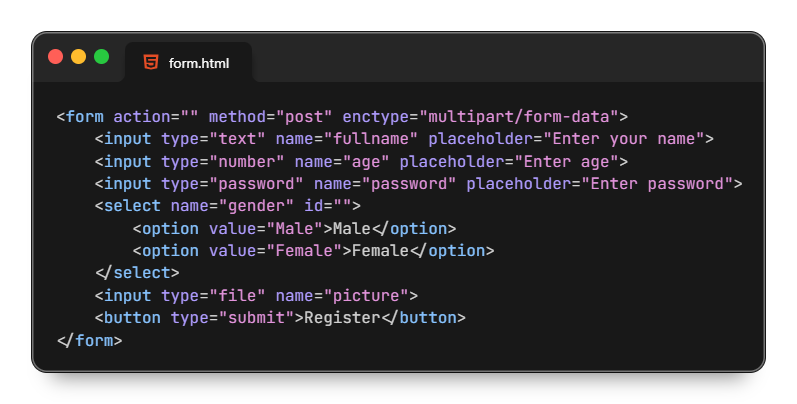 form.html
<form action="" method="post" enctype="multipart/form-data">
    <input type="text" name="fullname" placeholder="Enter your name">
    <input type="number" name="age" placeholder="Enter age">
    <input type="password" name="password" placeholder="Enter password">
    <select name="gender" id="">
        <option value="Male">Male</option>
        <option value="Female">Female</option>
    </select>
    <input type="file" name="picture">
    <button type="submit">Register</button>
</form>